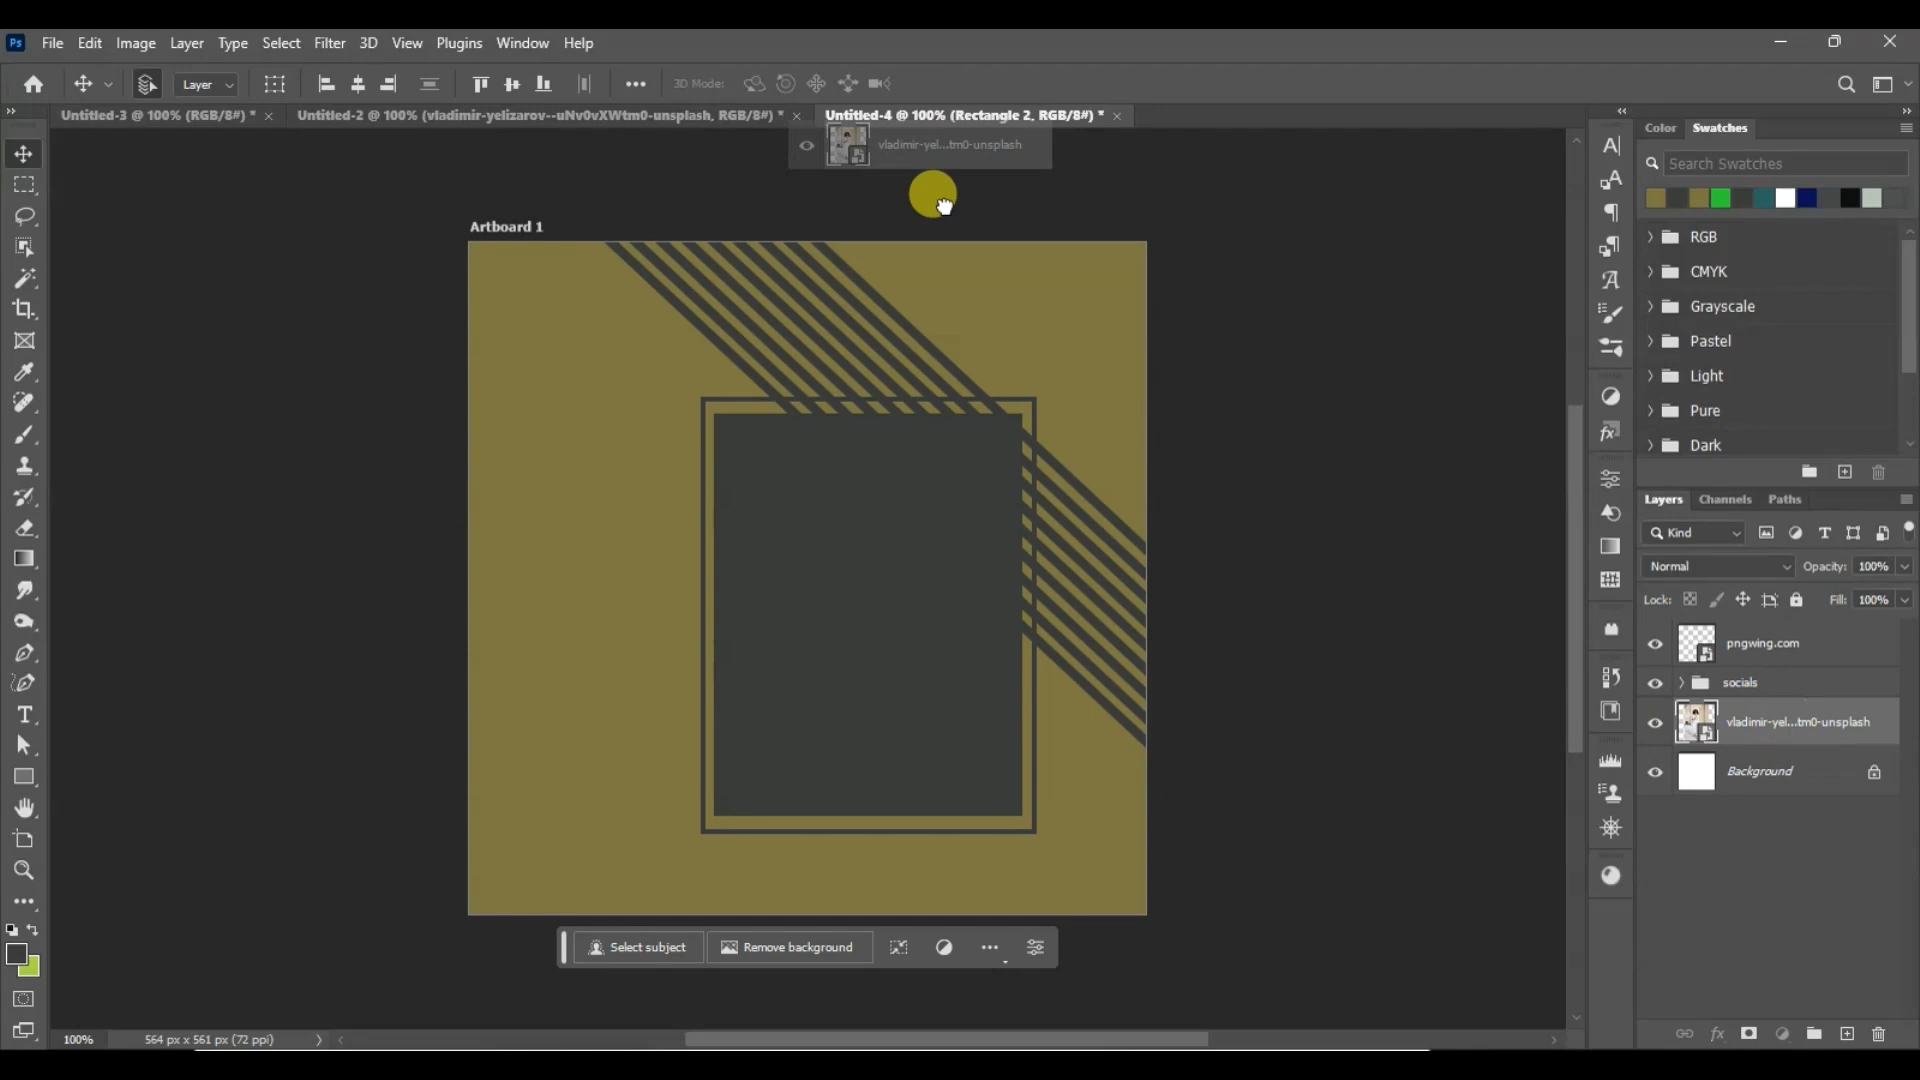 Ps File Edit Image Layer Type Select Filter 3D View Plugins Window Help
Layer 3D Mode:
Untitled-3 @ 100% (RGB/8#) *
Untitled-2 @ 100% (vladimir-yelizarov--uNv0vXWtm0-unsplash, RGB/8#) *
Untitled-4 @ 100% (Rectangle 2, RGB/8#) *
vladimir-yel...tm0-unsplash
Artboard 1
Select subject
Remove background
100%
564 px x 561 px (72 ppi)
Color Swatches
Search Swatches
RGB
CMYK
Grayscale
Pastel
Light
Pure
Dark
Layers Channels Paths
Kind
Normal Opacity: 100%
Lock: Fill: 100%
pngwing.com
socials
vladimir-yel...tm0-unsplash
Background